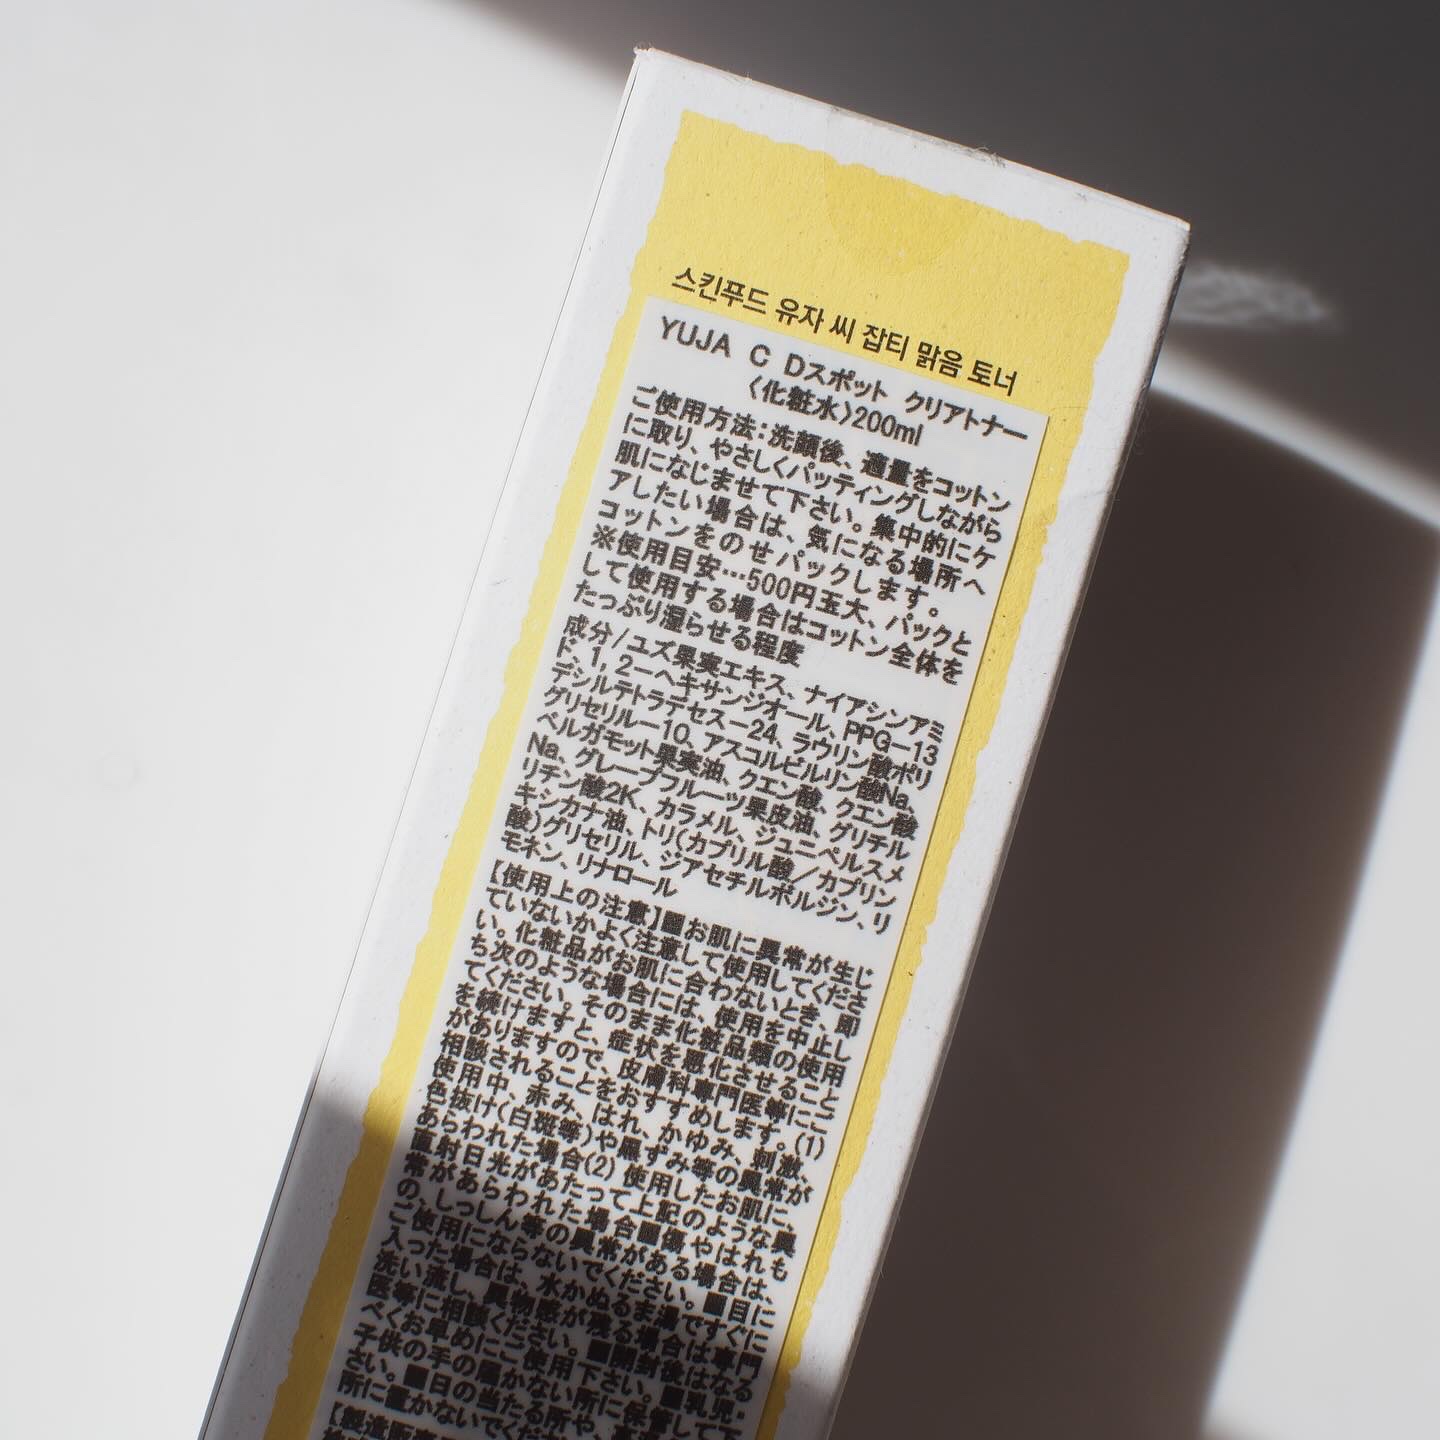 스킨푸드 유자 씨 잡티 맑음 토너
YUJA C Dスポット クリアトナー
〈化粧水〉200ml
ご使用方法：洗顔後、適量をコットン
に取り、やさしくパッティングしながら
肌になじませて下さい。集中的にケ
アしたい場合は、気になる場所へ
コットンをのせパックします。
※使用目安…500円玉大、パックと
して使用する場合はコットン全体を
たっぷり湿らせる程度
成分/ユズ果実エキス、ナイアシンアミ
ド、1，2－ヘキサンジオール、PPG－13
デシルテトラデセス－24、ラウリン酸ポリ
グリセリル－10、アスコルビルリン酸Na、
ベルガモット果実油、クエン酸、クエン酸
Na、グレープフルーツ果皮油、グリチル
リチン酸2K、カラメル、ジュニペルスメ
キシカナ油、トリ(カプリル酸／カプリン
酸)グリセリル、ジアセチルボルジン、リ
モネン、リナロール
【使用上の注意】■お肌に異常が生じ
ていないかよく注意して使用してくださ
い。化粧品がお肌に合わないとき、即
ち次のような場合には、使用を中止し
てください。そのまま化粧品類の使用
を続けますと、症状を悪化させること
がありますので、皮膚科専門医等にご
相談されることをおすすめします。(1)
使用中、赤み、はれ、かゆみ、刺激、
色抜け(白斑等)や黒ずみ等の異常が
あらわれた場合(2)使用したお肌に、
直射日光があたって上記のような異
常があらわれた場合■傷やはれも
の、しっしん等の異常がある場合は、
ご使用にならないでください。■目に
入った場合は、水かぬるま湯ですぐに
洗い流し、異物感が残る場合は専門
医等に相談ください。■開封後はなる
べくお早めにご使用下さい。■乳児・
子供の手の届かない所に保管して下
さい。■日の当たる所や、
所に置かないでくだ
【製造販売